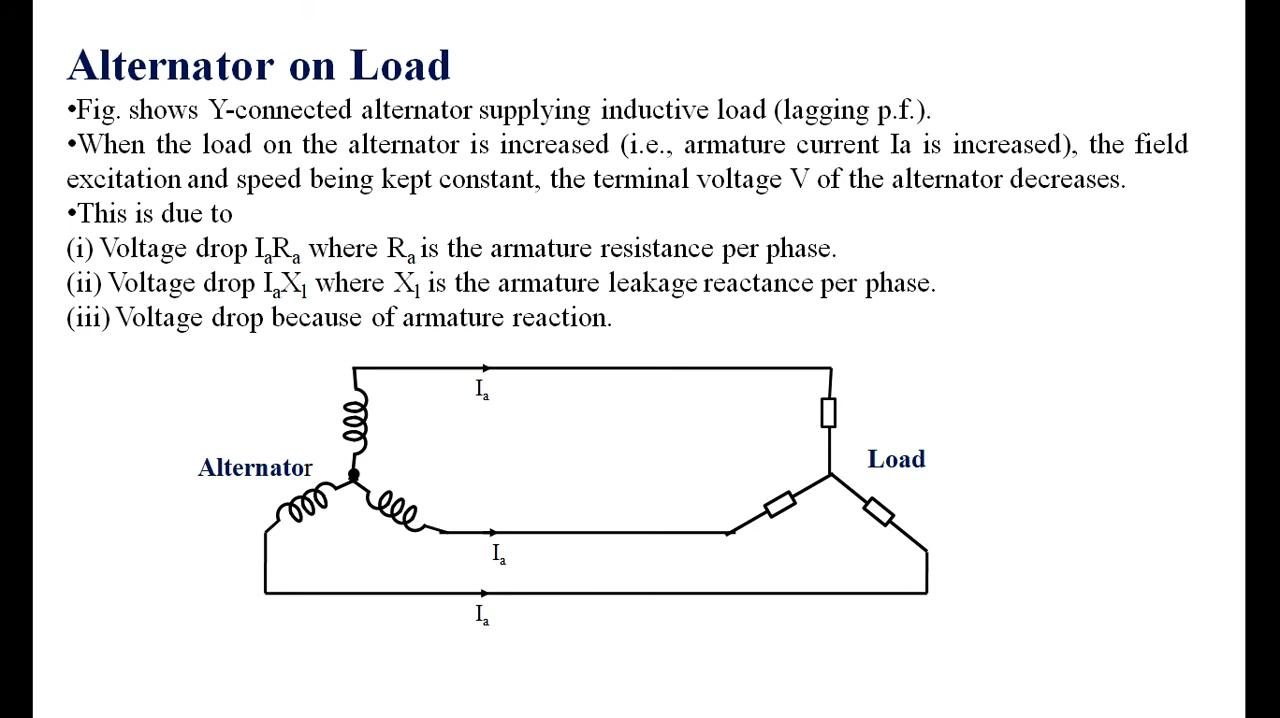 Alternator on Load
•Fig. shows Y-connected alternator supplying inductive load (lagging p.f.).
•When the load on the alternator is increased (i.e., armature current Ia is increased), the field
excitation and speed being kept constant, the terminal voltage V of the alternator decreases.
•This is due to
(i) Voltage drop IaRa where Ra is the armature resistance per phase.
(ii) Voltage drop IaXl where Xl is the armature leakage reactance per phase.
(iii) Voltage drop because of armature reaction.
Ia
Alternator
Load
Ia
Ia